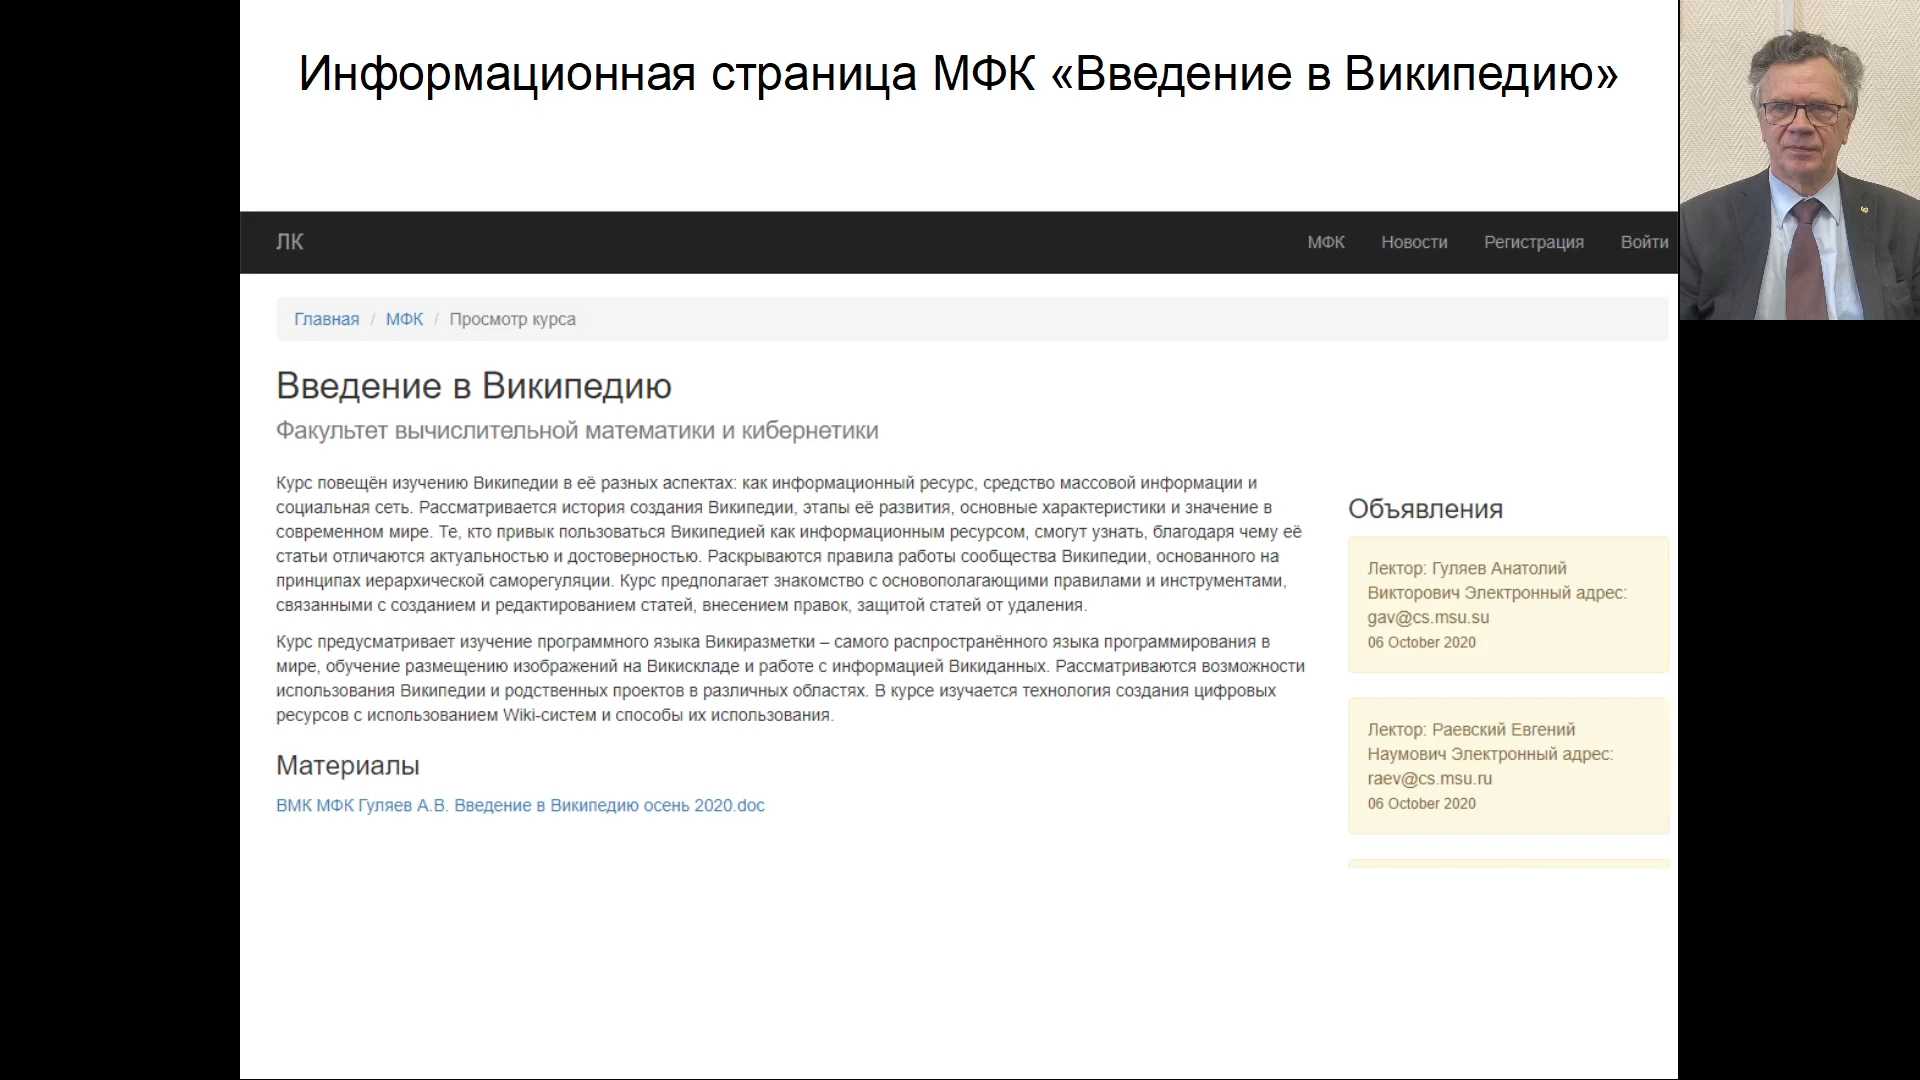 Информационная страница МФК «Введение в Википедию»
ЛК
МФК Новости Регистрация Войти
Главная / МФК / Просмотр курса
Введение в Википедию
Факультет вычислительной математики и кибернетики
Курс повещён изучению Википедии в её разных аспектах: как информационный ресурс, средство массовой информации и
социальная сеть. Рассматривается история создания Википедии, этапы её развития, основные характеристики и значение в
современном мире. Те, кто привык пользоваться Википедией как информационным ресурсом, смогут узнать, благодаря чему её
статьи отличаются актуальностью и достоверностью. Раскрываются правила работы сообщества Википедии, основанного на
принципах иерархической саморегуляции. Курс предполагает знакомство с основополагающими правилами и инструментами,
связанными с созданием и редактированием статей, внесением правок, защитой статей от удаления.
Курс предусматривает изучение программного языка Викиразметки – самого распространённого языка программирования в
мире, обучение размещению изображений на Викискладе и работе с информацией Викиданных. Рассматриваются возможности
использования Википедии и родственных проектов в различных областях. В курсе изучается технология создания цифровых
ресурсов с использованием Wiki-систем и способы их использования.
Материалы
ВМК МФК Гуляев А.В. Введение в Википедию осень 2020.doc
Объявления
Лектор: Гуляев Анатолий
Викторович Электронный адрес:
gav@cs.msu.su
06 October 2020
Лектор: Раевский Евгений
Наумович Электронный адрес:
raev@cs.msu.ru
06 October 2020